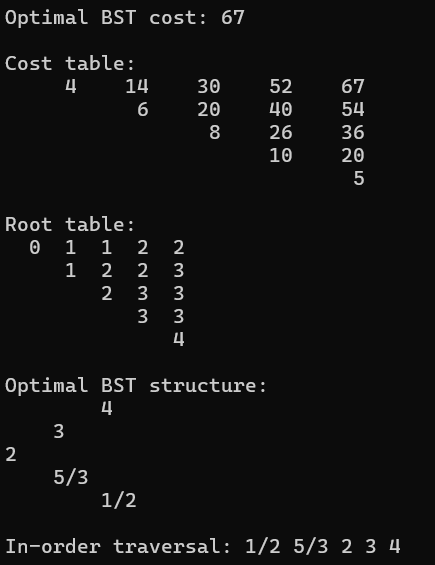 Optimal BST cost: 67
Cost table:
4 14 30 52 67
6 20 40 54
8 26 36
10 20
5
Root table:
0 1 1 2 2
1 2 2 3
2 3 3
3 3
4
Optimal BST structure:
4
3
2
5/3
1/2
In-order traversal: 1/2 5/3 2 3 4